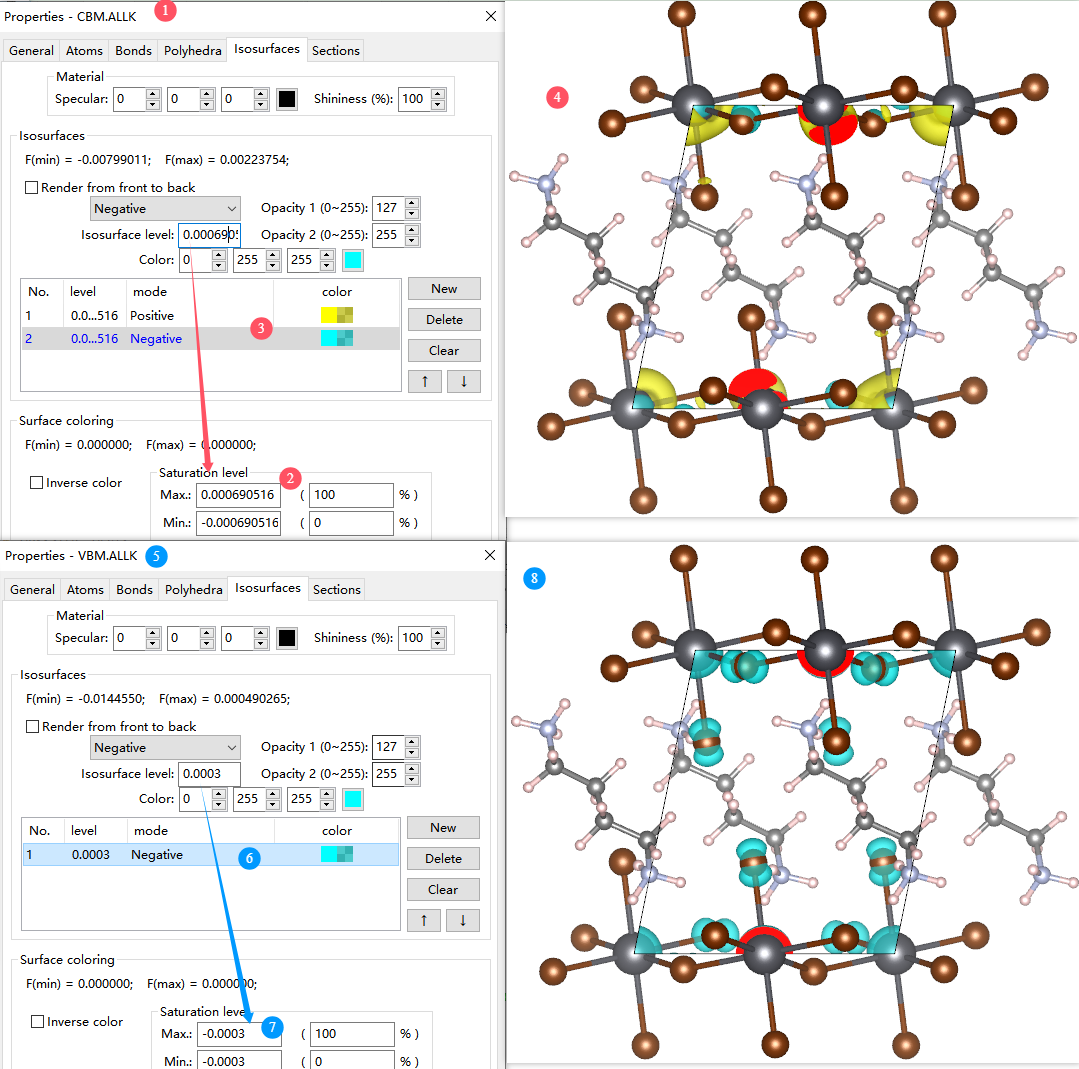 Properties - CBM.ALLK
1
General Atoms Bonds Polyhedra Isosurfaces Sections
Material
Specular: 0 0 0 Shininess (%): 100
Isosurfaces
F(min) = -0.00799011; F(max) = 0.00223754;
Render from front to back
Negative Opacity 1 (0~255): 127
Isosurface level: 0.000690 Opacity 2 (0~255): 255
Color: 0 255 255
No. level mode color
1 0.0...516 Positive
2 0.0...516 Negative
3
New
Delete
Clear
↑ ↓
Surface coloring
F(min) = 0.000000; F(max) = 0.000000;
Inverse color
Saturation level
2
Max.: 0.000690516 ( 100 % )
Min.: -0.000690516 ( 0 % )
4
Properties - VBM.ALLK
5
General Atoms Bonds Polyhedra Isosurfaces Sections
Material
Specular: 0 0 0 Shininess (%): 100
Isosurfaces
F(min) = -0.0144550; F(max) = 0.000490265;
Render from front to back
Negative Opacity 1 (0~255): 127
Isosurface level: 0.0003 Opacity 2 (0~255): 255
Color: 0 255 255
No. level mode color
1 0.0003 Negative
6
New
Delete
Clear
↑ ↓
Surface coloring
F(min) = 0.000000; F(max) = 0.000000;
Inverse color
Saturation level
7
Max.: -0.0003 ( 100 % )
Min.: -0.0003 ( 0 % )
8